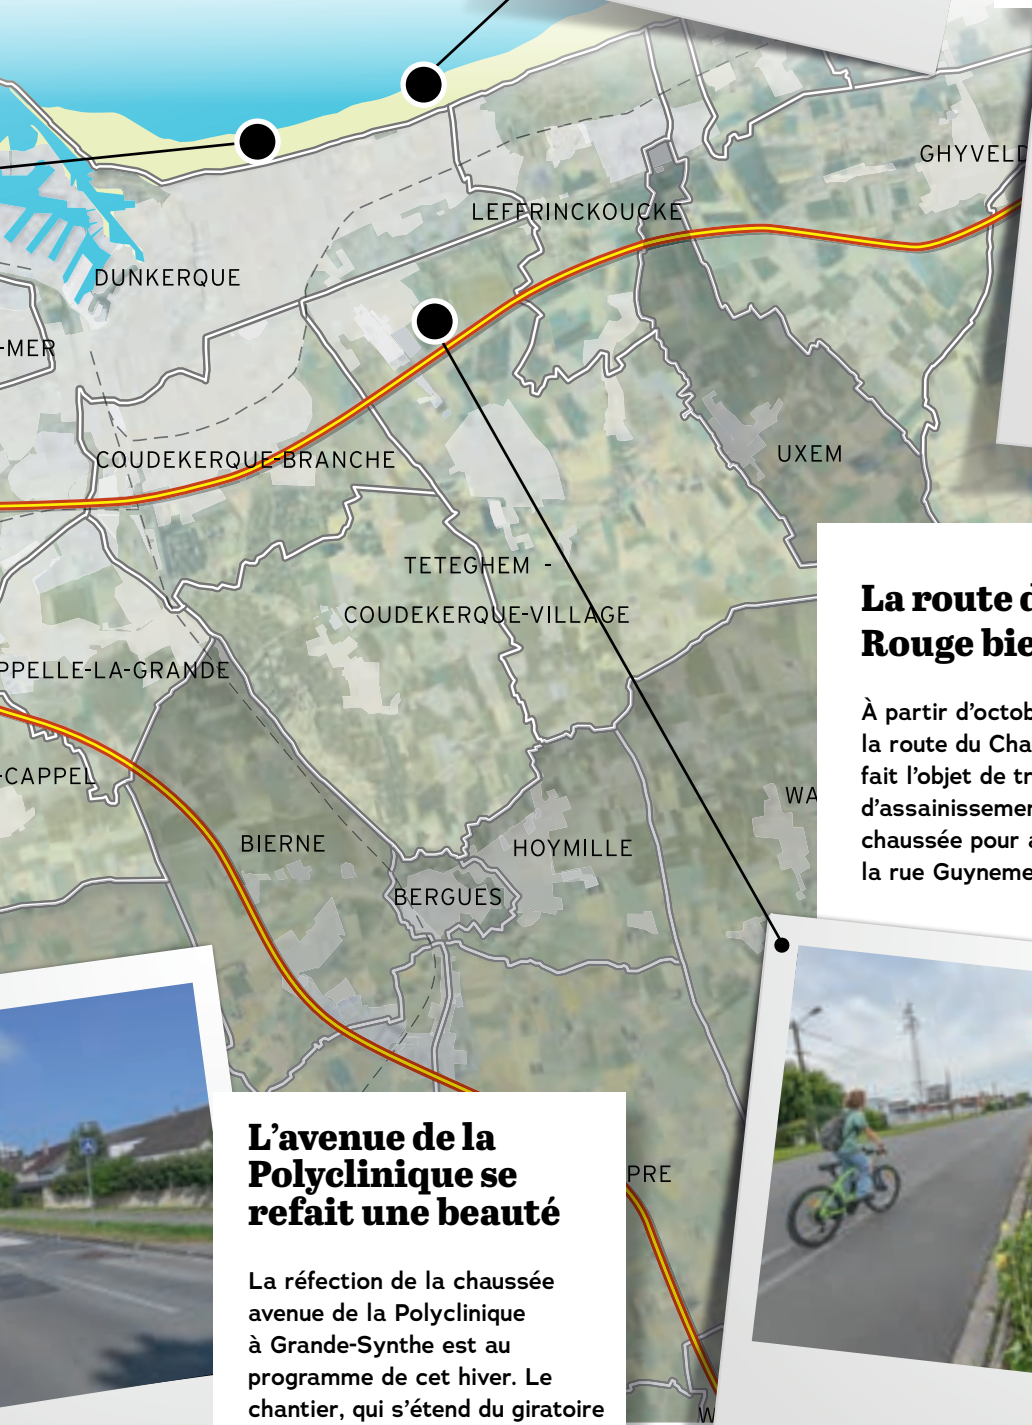 GHYVELD
LEFFRINCKOUCKE
DUNKERQUE
-MER
COUDEKERQUE-BRANCHE
UXEM
TETEGHEM -
COUDEKERQUE-VILLAGE
PPELLE-LA-GRANDE
-CAPPEL
WA
BIERNE
HOYMILLE
BERGUES
PRE
W
La route d
Rouge bie
À partir d’octob
la route du Cha
fait l’objet de tr
d’assainissemen
chaussée pour a
la rue Guyneme
L’avenue de la
Polyclinique se
refait une beauté
La réfection de la chaussée
avenue de la Polyclinique
à Grande-Synthe est au
programme de cet hiver. Le
chantier, qui s’étend du giratoire